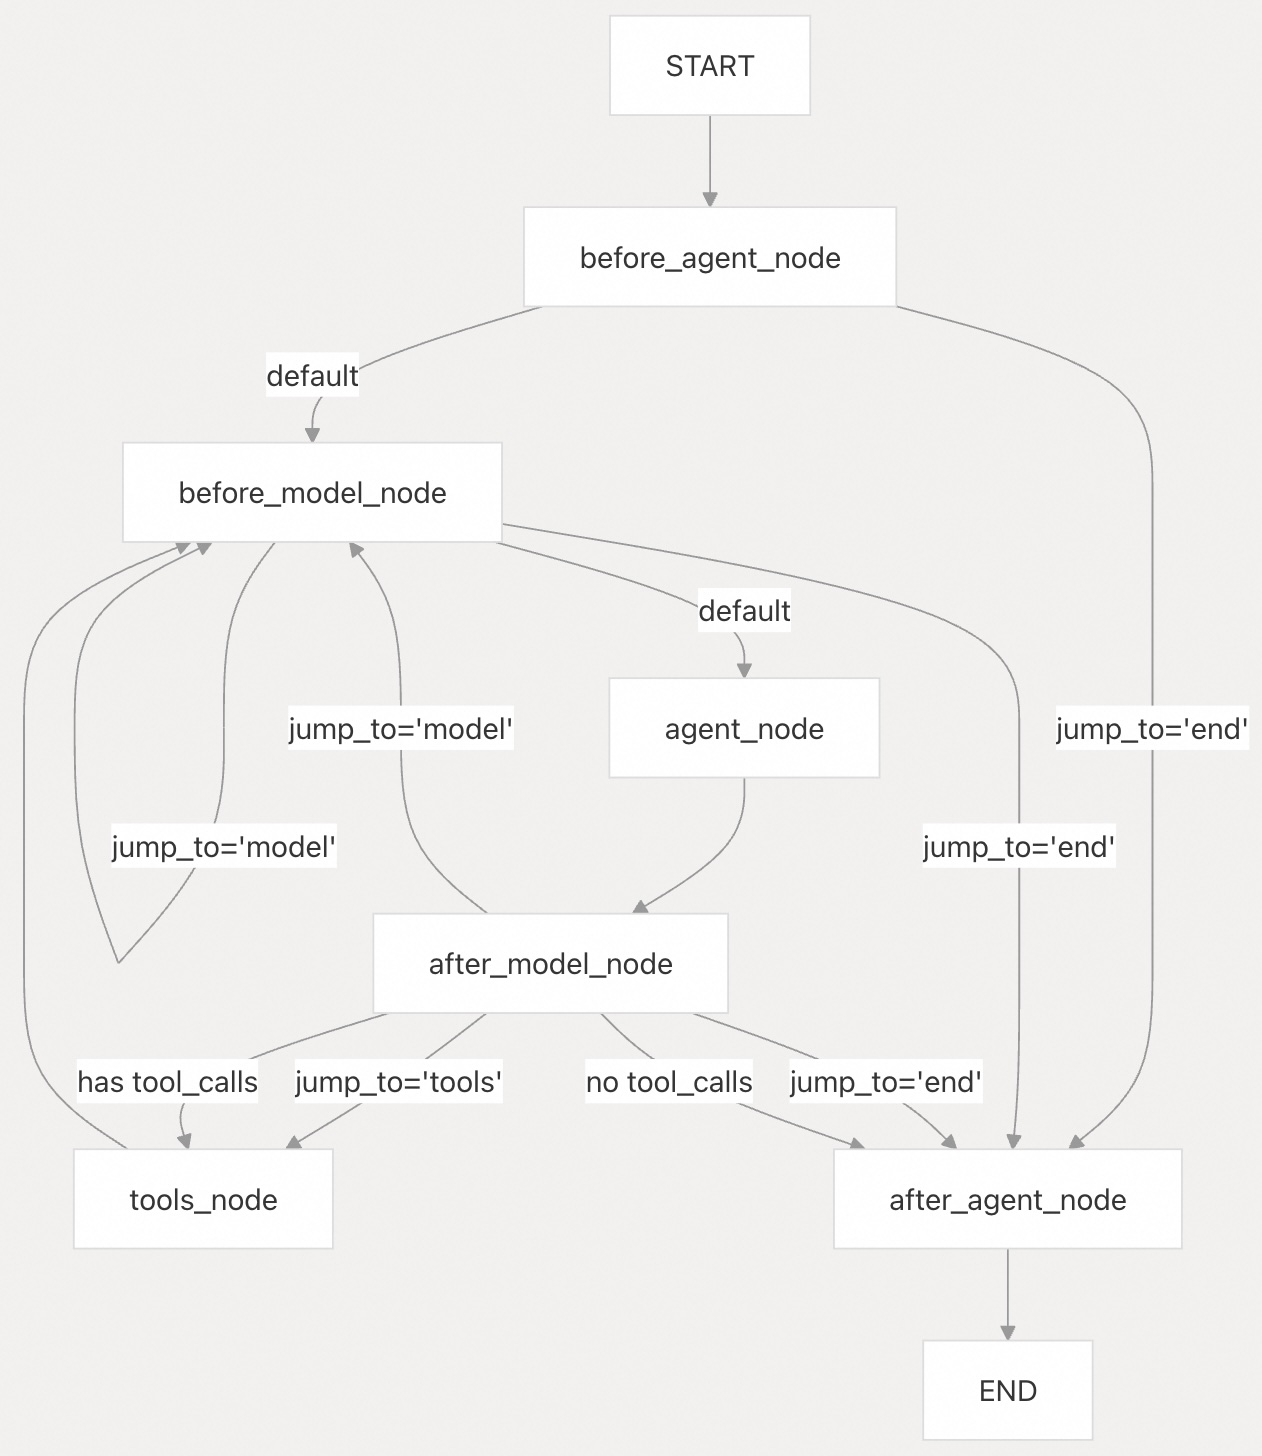 START
before_agent_node
default
before_model_node
default
jump_to='model'
agent_node
jump_to='end'
jump_to='model'
jump_to='end'
after_model_node
has tool_calls
jump_to='tools'
no tool_calls
jump_to='end'
tools_node
after_agent_node
END